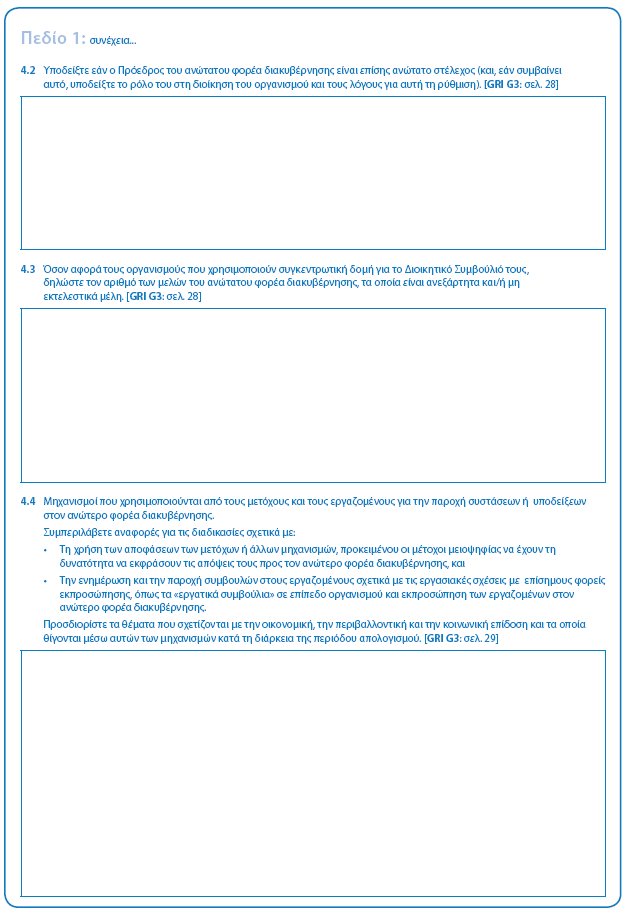 Πεδίο 1: συνέχεια...
4.2 Υποδείξτε εάν ο Πρόεδρος του ανώτατου φορέα διακυβέρνησης είναι επίσης ανώτατο στέλεχος (και, εάν συμβαίνει
αυτό, υποδείξτε το ρόλο του στη διοίκηση του οργανισμού και τους λόγους για αυτή τη ρύθμιση). [GRI G3: σελ. 28]
4.3 Όσον αφορά τους οργανισμούς που χρησιμοποιούν συγκεντρωτική δομή για το Διοικητικό Συμβούλιό τους,
δηλώστε τον αριθμό των μελών του ανώτατου φορέα διακυβέρνησης, τα οποία είναι ανεξάρτητα και/ή μη
εκτελεστικά μέλη. [GRI G3: σελ. 28]
4.4 Μηχανισμοί που χρησιμοποιούνται από τους μετόχους και τους εργαζομένους για την παροχή συστάσεων ή υποδείξεων
στον ανώτερο φορέα διακυβέρνησης.
Συμπεριλάβετε αναφορές για τις διαδικασίες σχετικά με:
• Τη χρήση των αποφάσεων των μετόχων ή άλλων μηχανισμών, προκειμένου οι μέτοχοι μειοψηφίας να έχουν τη
δυνατότητα να εκφράσουν τις απόψεις τους προς τον ανώτερο φορέα διακυβέρνησης, και
• Την ενημέρωση και την παροχή συμβουλών στους εργαζομένους σχετικά με τις εργασιακές σχέσεις με επίσημους φορείς
εκπροσώπησης, όπως τα «εργατικά συμβούλια» σε επίπεδο οργανισμού και εκπροσώπηση των εργαζομένων στον
ανώτερο φορέα διακυβέρνησης.
Προσδιορίστε τα θέματα που σχετίζονται με την οικονομική, την περιβαλλοντική και την κοινωνική επίδοση και τα οποία
θίγονται μέσω αυτών των μηχανισμών κατά τη διάρκεια της περιόδου απολογισμού. [GRI G3: σελ. 29]